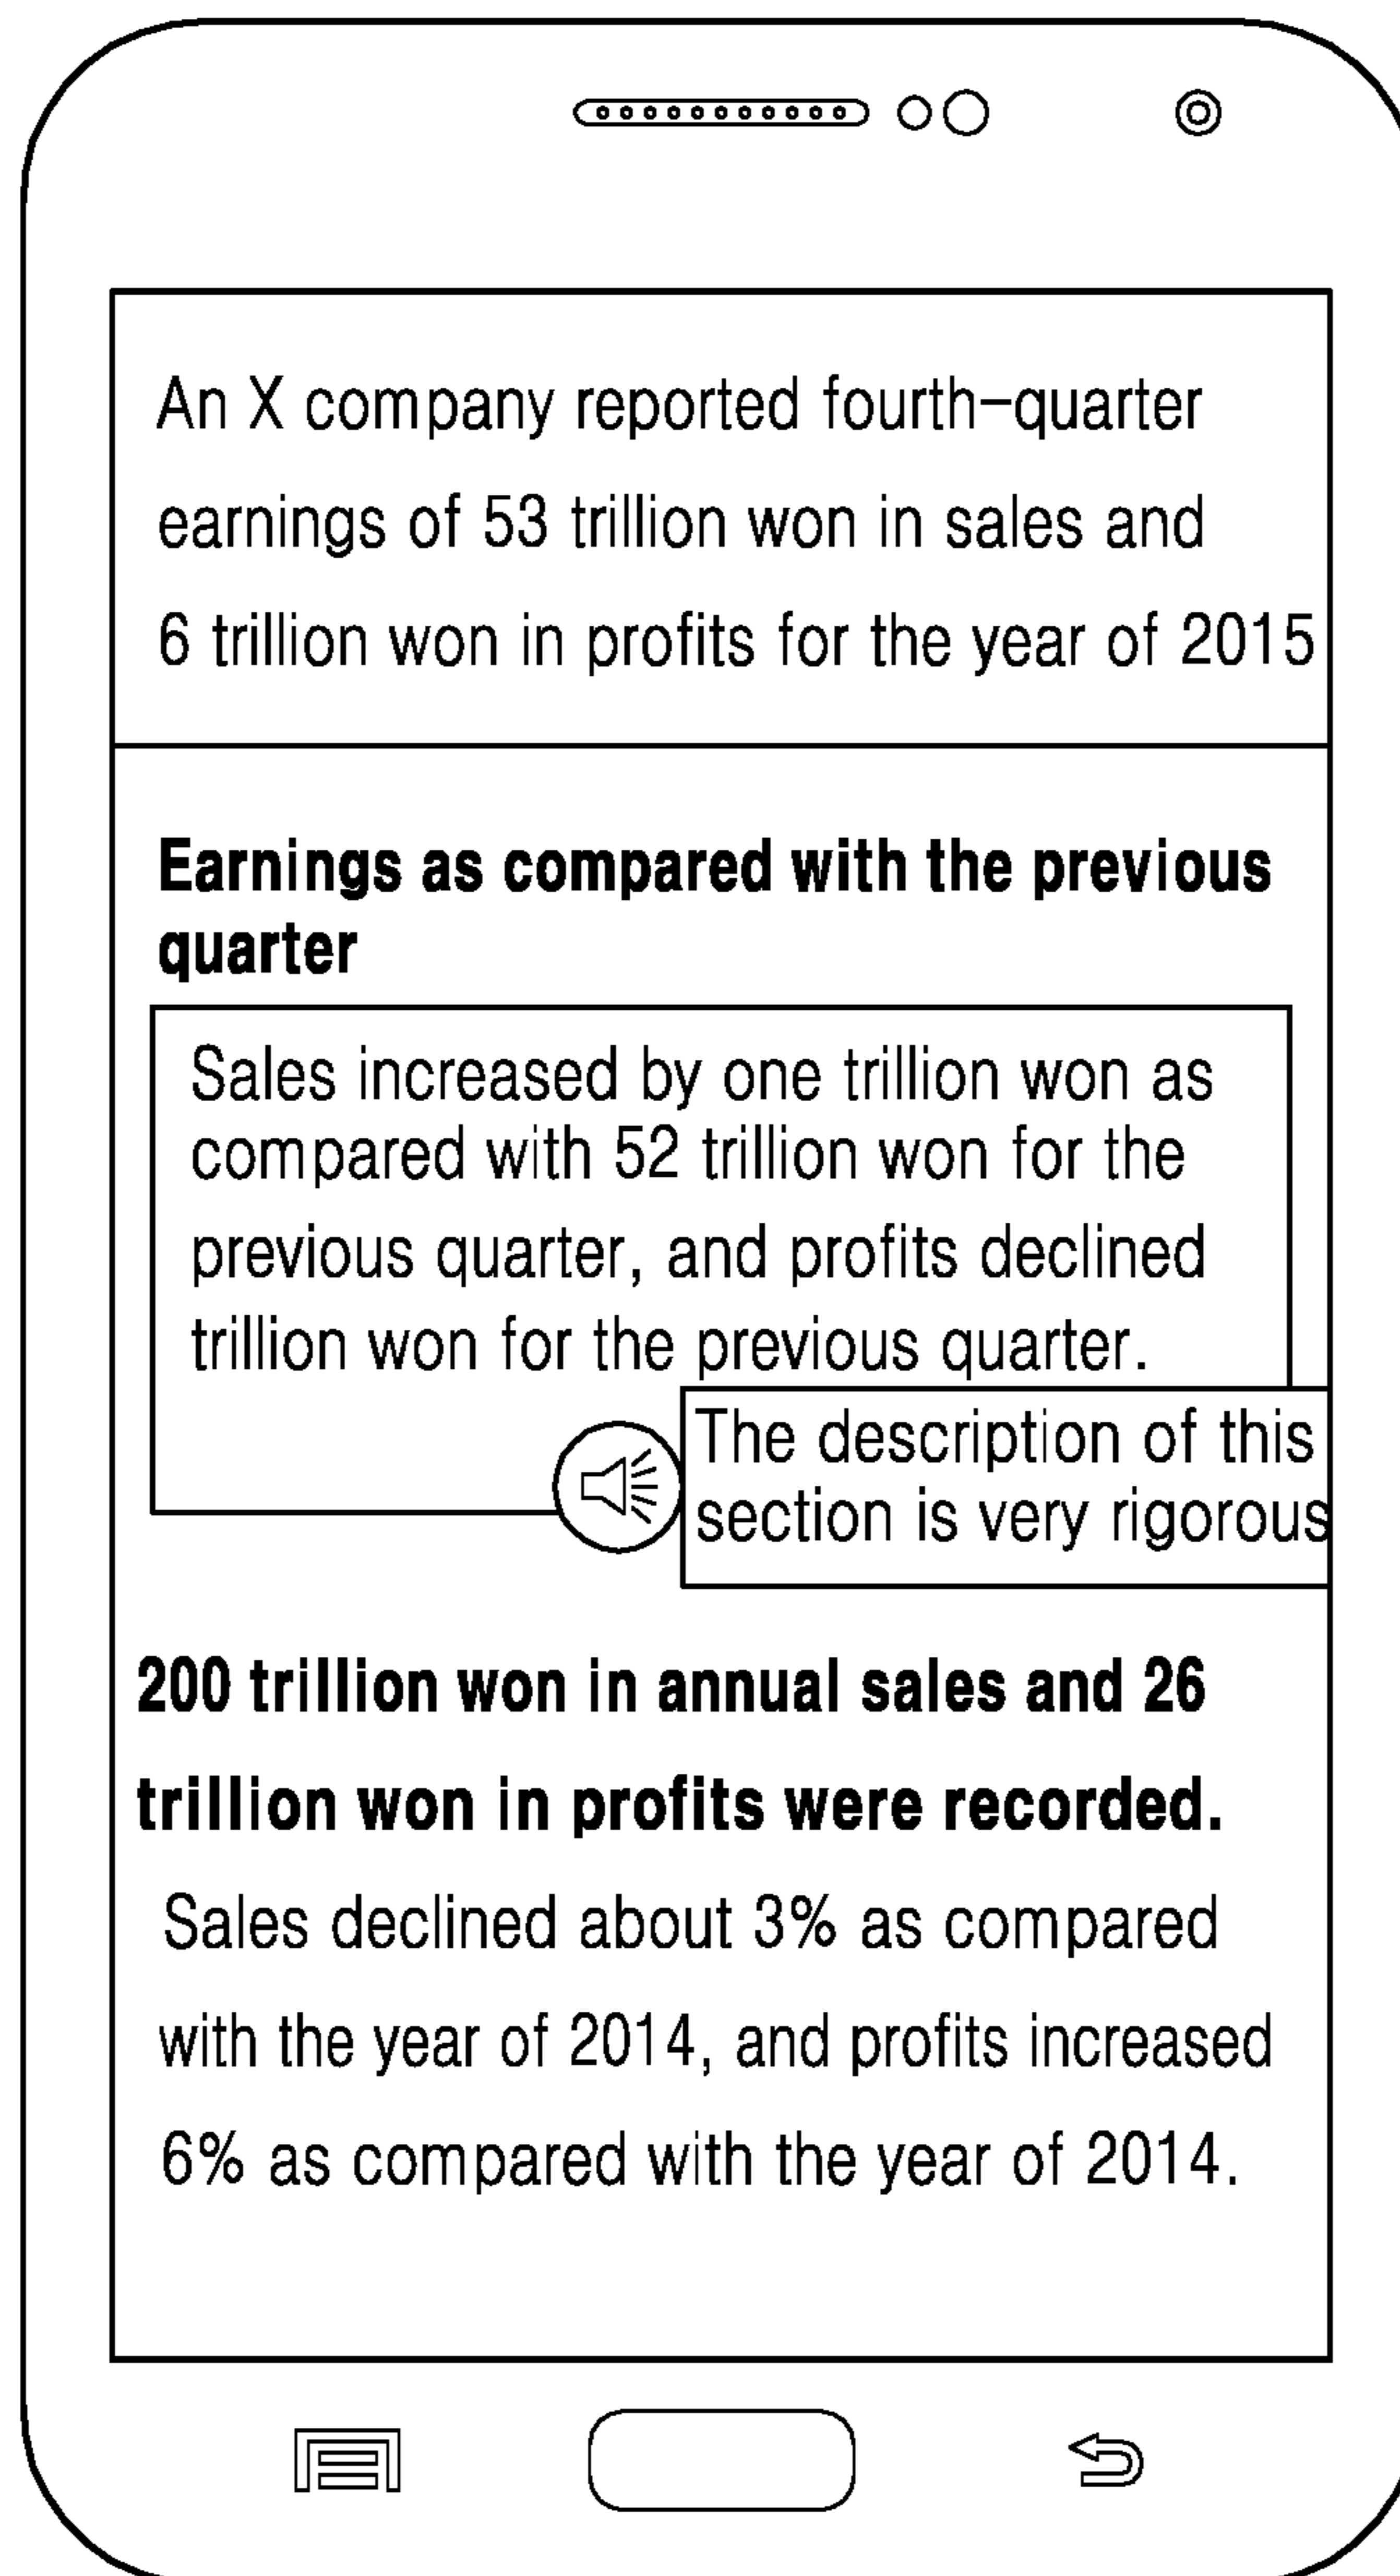 An X company reported fourth-quarter
earnings of 53 trillion won in sales and
6 trillion won in profits for the year of 2015
Earnings as compared with the previous
quarter
Sales increased by one trillion won as
compared with 52 trillion won for the
previous quarter, and profits declined
trillion won for the previous quarter.
The description of this
section is very rigorous
200 trillion won in annual sales and 26
trillion won in profits were recorded.
Sales declined about 3% as compared
with the year of 2014, and profits increased
6% as compared with the year of 2014.